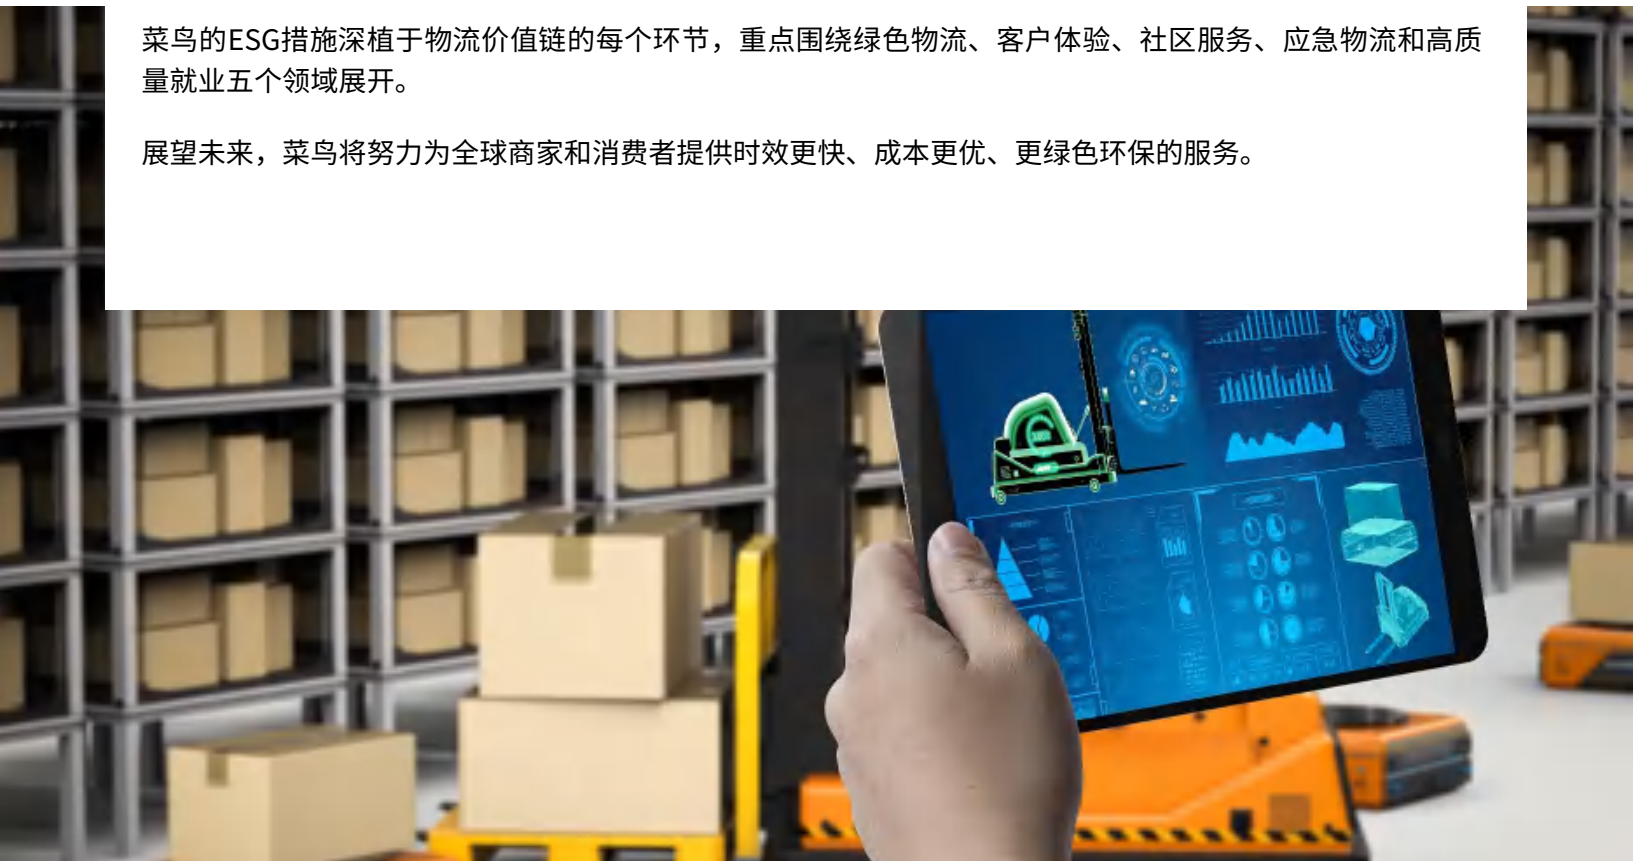 菜鸟的ESG措施深植于物流价值链的每个环节，重点围绕绿色物流、客户体验、社区服务、应急物流和高质
量就业五个领域展开。
展望未来，菜鸟将努力为全球商家和消费者提供时效更快、成本更优、更绿色环保的服务。